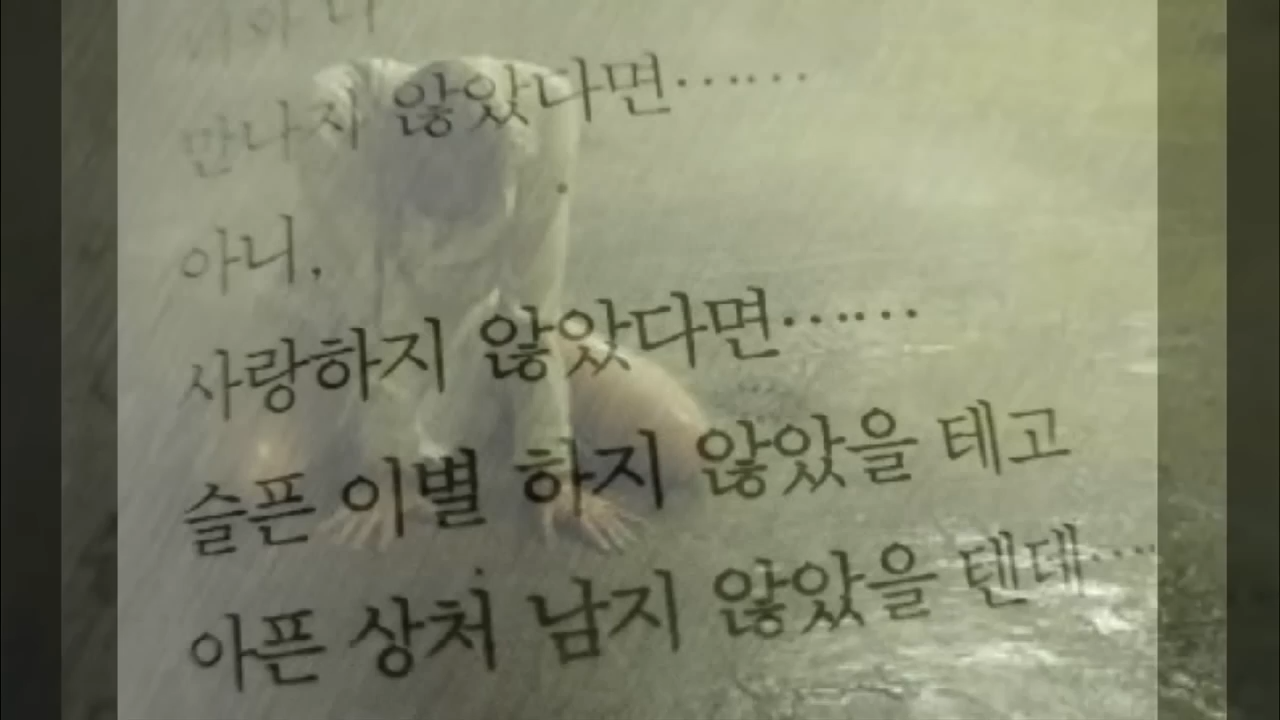 만나지 않았다면……
아니,
사랑하지 않았다면……
슬픈 이별 하지 않았을 테고
아픈 상처 남지 않았을 텐데……